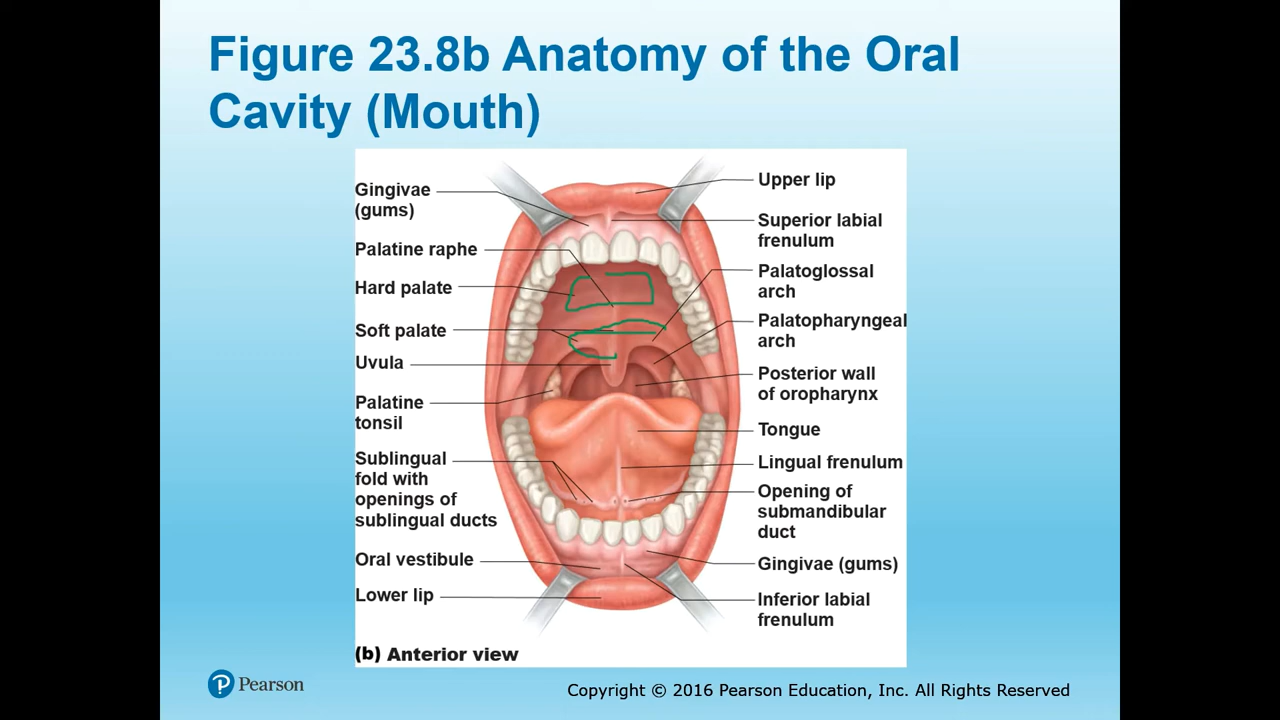 Figure 23.8b Anatomy of the Oral
Cavity (Mouth)
Gingivae
(gums)
Palatine raphe
Hard palate
Soft palate
Uvula
Palatine
tonsil
Sublingual
fold with
openings of
sublingual ducts
Oral vestibule
Lower lip
Upper lip
Superior labial
frenulum
Palatoglossal
arch
Palatopharyngeal
arch
Posterior wall
of oropharynx
Tongue
Lingual frenulum
Opening of
submandibular
duct
Gingivae (gums)
Inferior labial
frenulum
(b) Anterior view
P Pearson
Copyright © 2016 Pearson Education, Inc. All Rights Reserved